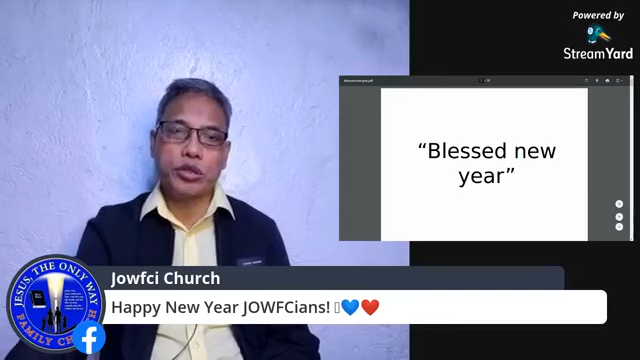 Powered by
StreamYard
“Blessed new
year”
JESUS, THE ONLY WAY
FAMILY CHURCH
Jowfci Church
Happy New Year JOWFCians! 💙❤️